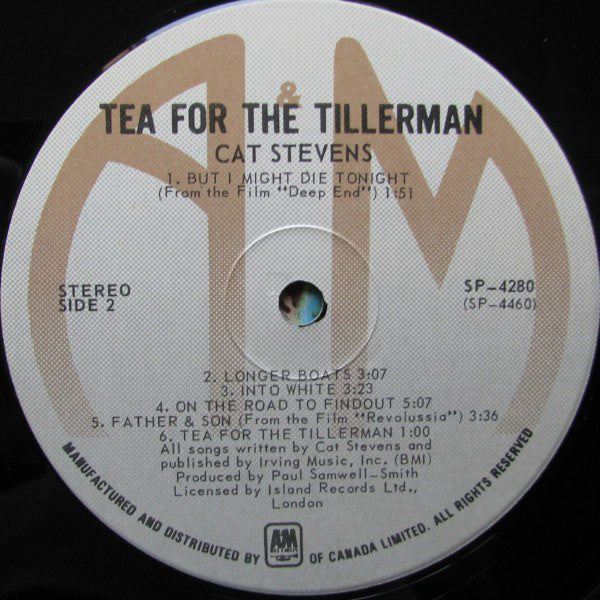 &
TEA FOR THE TILLERMAN
CAT STEVENS
1. BUT I MIGHT DIE TONIGHT
(From the Film "Deep End") 1:51
STEREO
SIDE 2
SP-4280
(SP-4460)
2. LONGER BOATS 3:07
3. INTO WHITE 3:23
4. ON THE ROAD TO FINDOUT 5:07
5. FATHER & SON (From the Film "Revolussia") 3:36
6. TEA FOR THE TILLERMAN 1:00
All songs written by Cat Stevens and
published by Irving Music, Inc. (BMI)
Produced by Paul Samwell-Smith
Licensed by Island Records Ltd.,
London
MANUFACTURED AND DISTRIBUTED BY A&M RECORDS OF CANADA LIMITED. ALL RIGHTS RESERVED